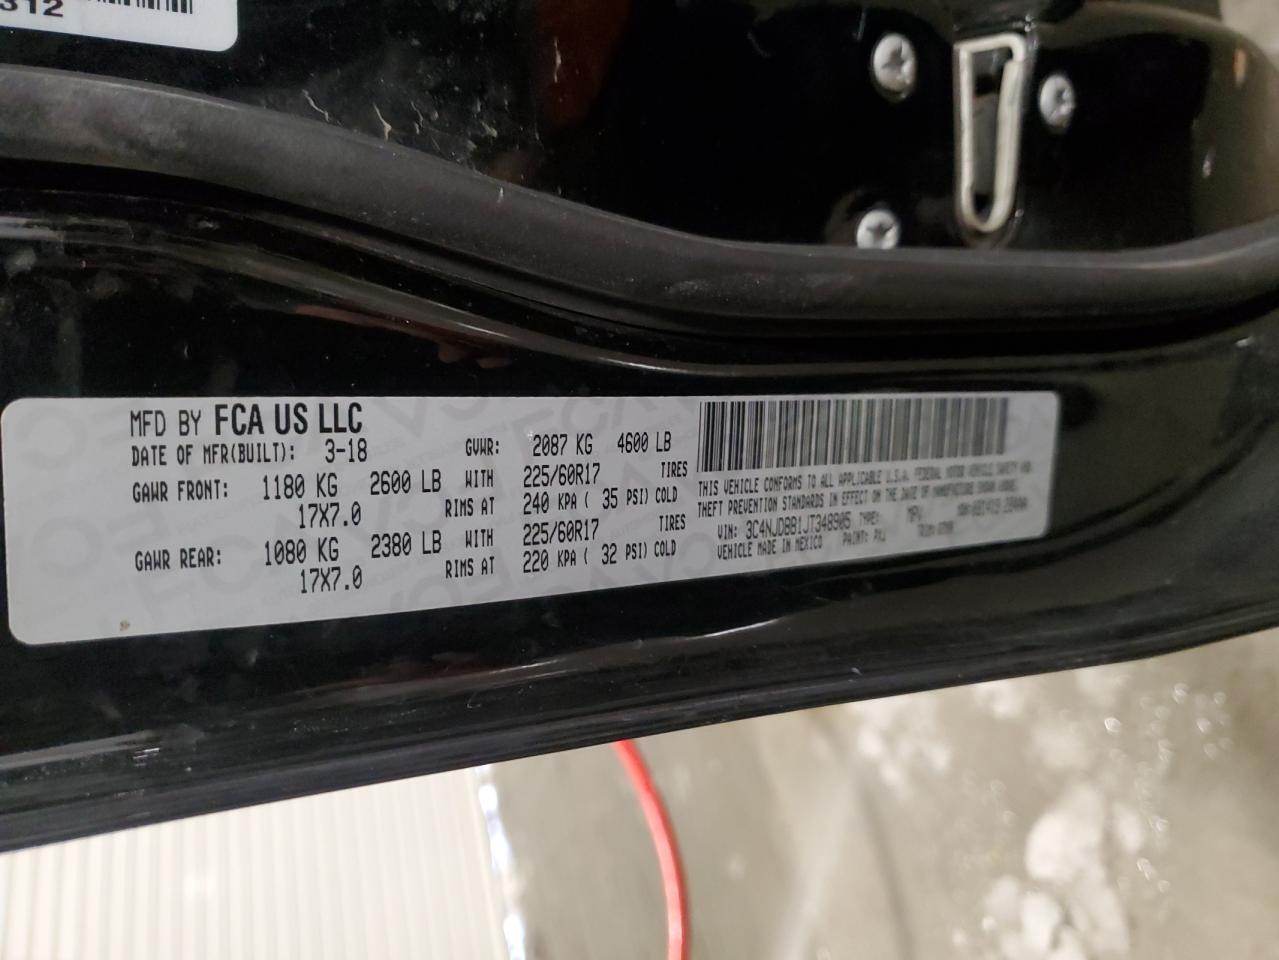 312
MFD BY FCA US LLC
DATE OF MFR(BUILT): 3-18 GVWR: 2087 KG 4600 LB
GAWR FRONT: 1180 KG 2600 LB WITH 225/60R17 TIRES
17X7.0 RIMS AT 240 KPA ( 35 PSI) COLD
GAWR REAR: 1080 KG 2380 LB WITH 225/60R17 TIRES
17X7.0 RIMS AT 220 KPA ( 32 PSI) COLD
THIS VEHICLE CONFORMS TO ALL APPLICABLE U.S.A. FEDERAL MOTOR VEHICLE SAFETY AND
THEFT PREVENTION STANDARDS IN EFFECT ON THE DATE OF MANUFACTURE SHOWN ABOVE.
VIN: 3C4NJDBB1JT348905 TYPE: MPV
VEHICLE MADE IN MEXICO PAINT: PXJ